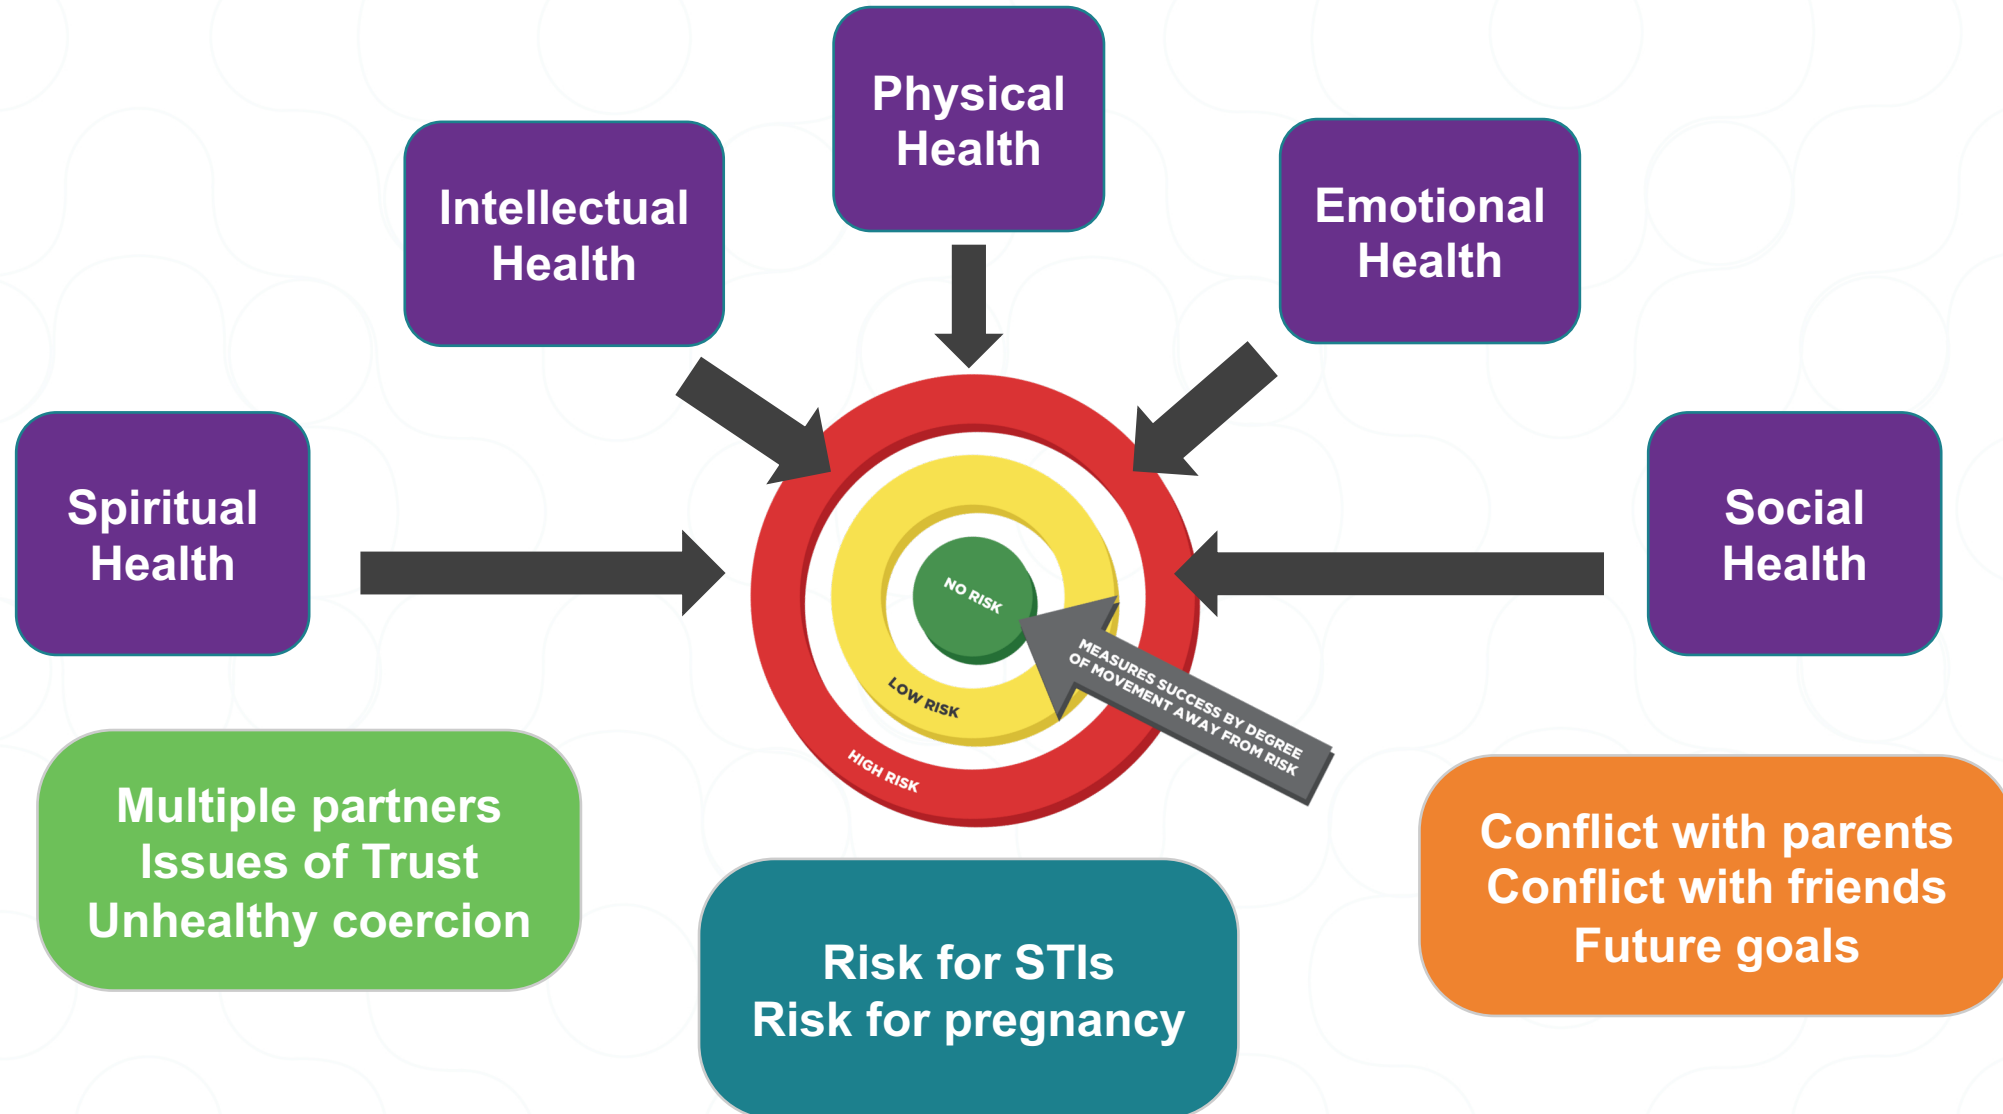 Physical
Health
Intellectual
Health
Emotional
Health
Spiritual
Health
Social
Health
NO RISK
LOW RISK
HIGH RISK
MEASURES SUCCESS BY DEGREE
OF MOVEMENT AWAY FROM RISK
Multiple partners
Issues of Trust
Unhealthy coercion
Risk for STIs
Risk for pregnancy
Conflict with parents
Conflict with friends
Future goals